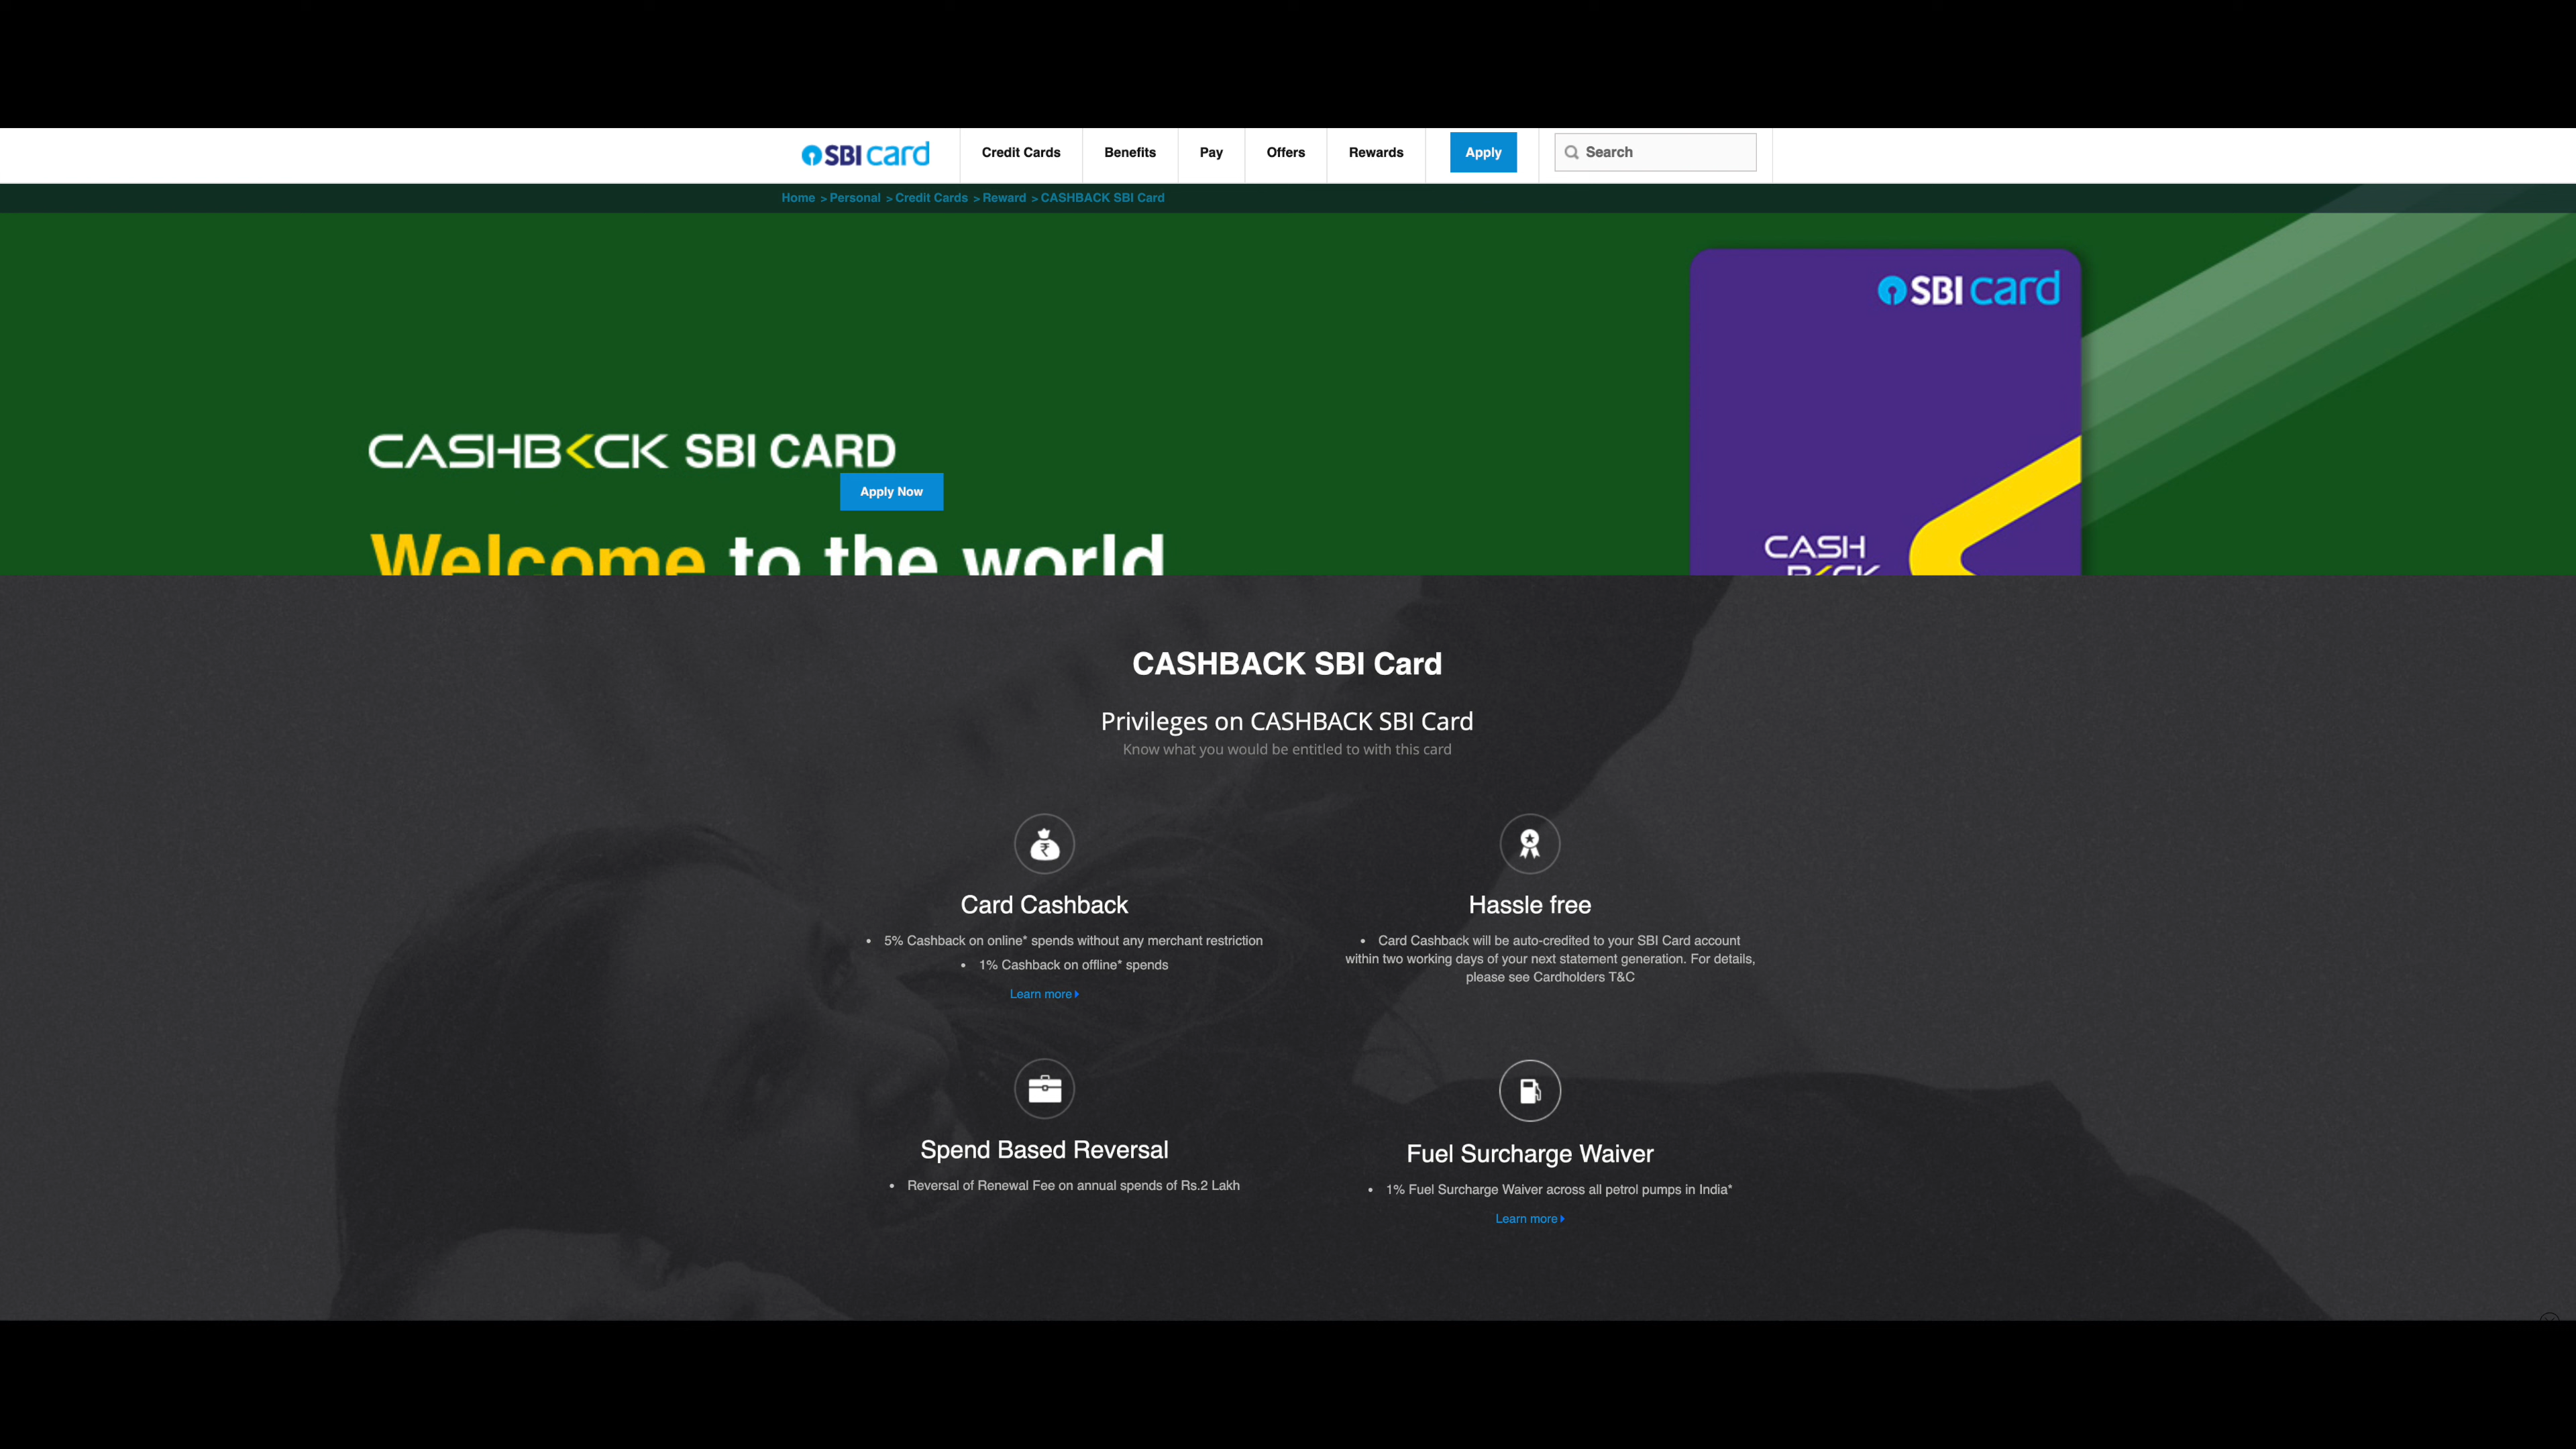 SBI card
Credit Cards
Benefits
Pay
Offers
Rewards
Apply
Search
Home > Personal > Credit Cards > Reward > CASHBACK SBI Card
SBI card
CASHB<CK SBI CARD
Apply Now
Welcome to the world
CASH
B<CK
CASHBACK SBI Card
Privileges on CASHBACK SBI Card
Know what you would be entitled to with this card
Card Cashback
• 5% Cashback on online* spends without any merchant restriction
• 1% Cashback on offline* spends
Learn more
Hassle free
• Card Cashback will be auto-credited to your SBI Card account
within two working days of your next statement generation. For details,
please see Cardholders T&C
Spend Based Reversal
• Reversal of Renewal Fee on annual spends of Rs.2 Lakh
Fuel Surcharge Waiver
• 1% Fuel Surcharge Waiver across all petrol pumps in India*
Learn more